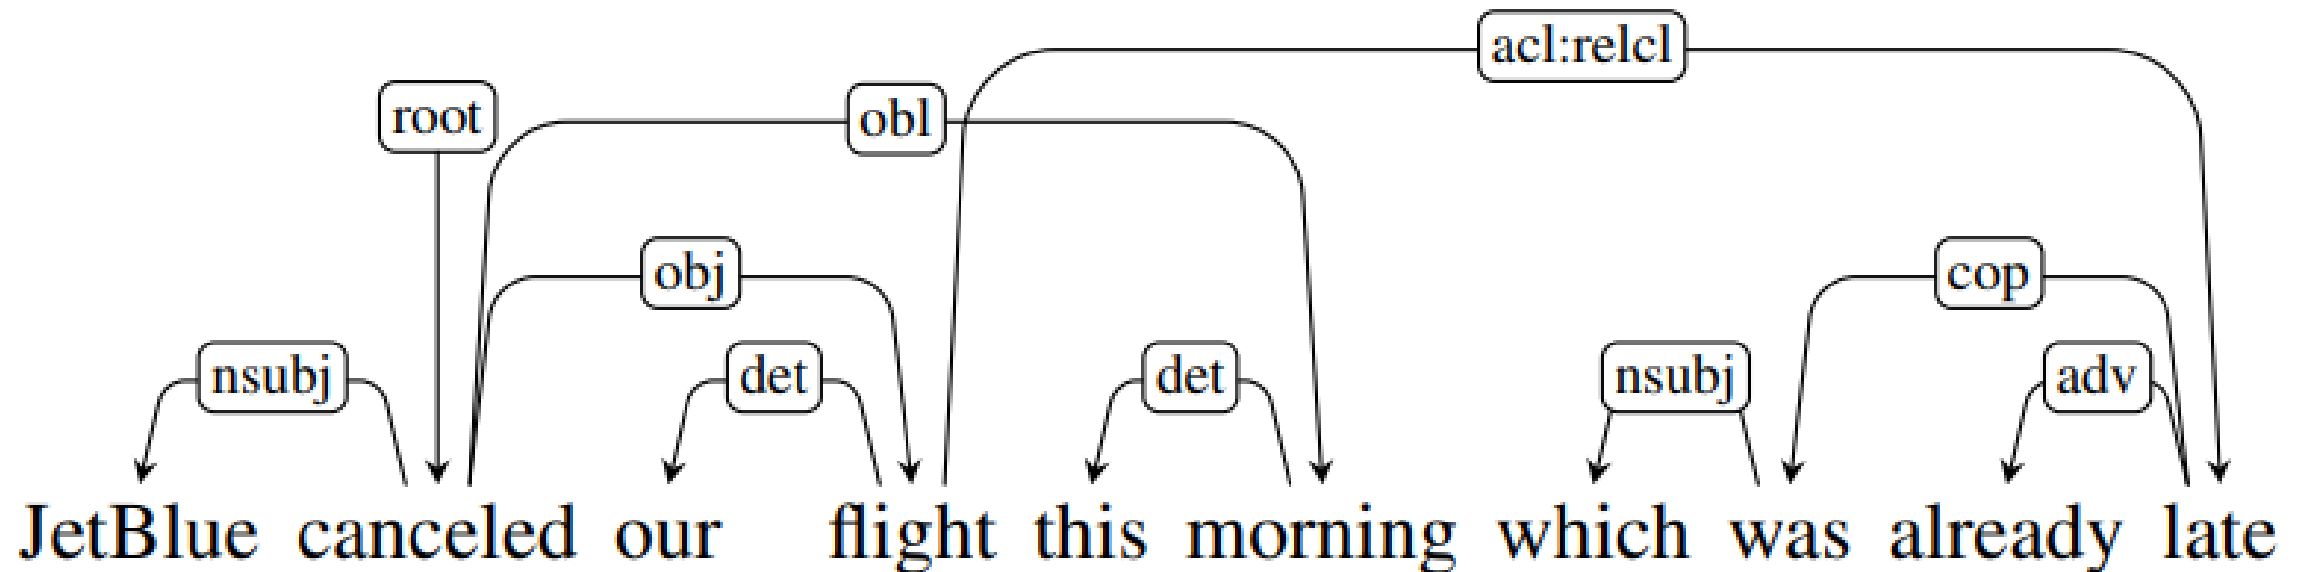 acl:relcl
root obl
obj cop
nsubj det det nsubj adv
JetBlue canceled our flight this morning which was already late